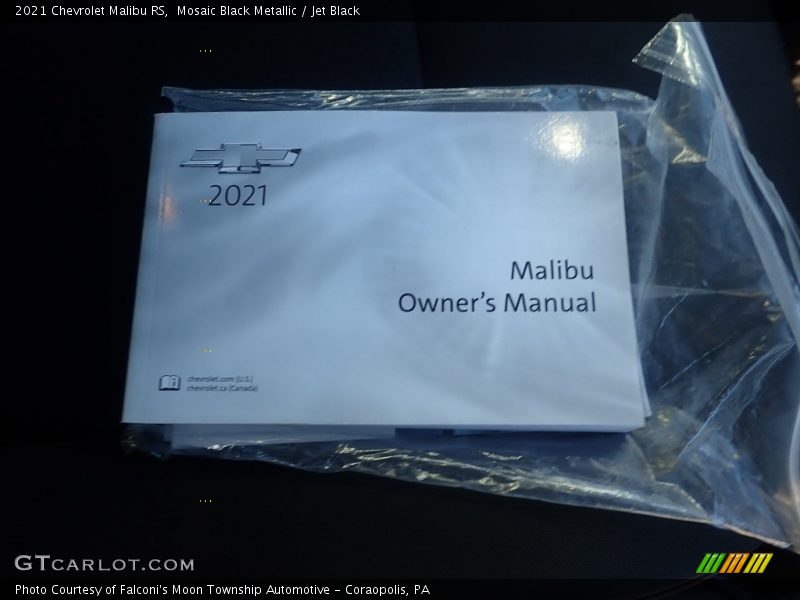 2021 Chevrolet Malibu RS,  Mosaic Black Metallic / Jet Black
2021
Malibu
Owner's Manual
chevrolet.com (U.S.)
chevrolet.ca (Canada)
GTCARLOT.COM
Photo Courtesy of Falconi's Moon Township Automotive - Coraopolis, PA